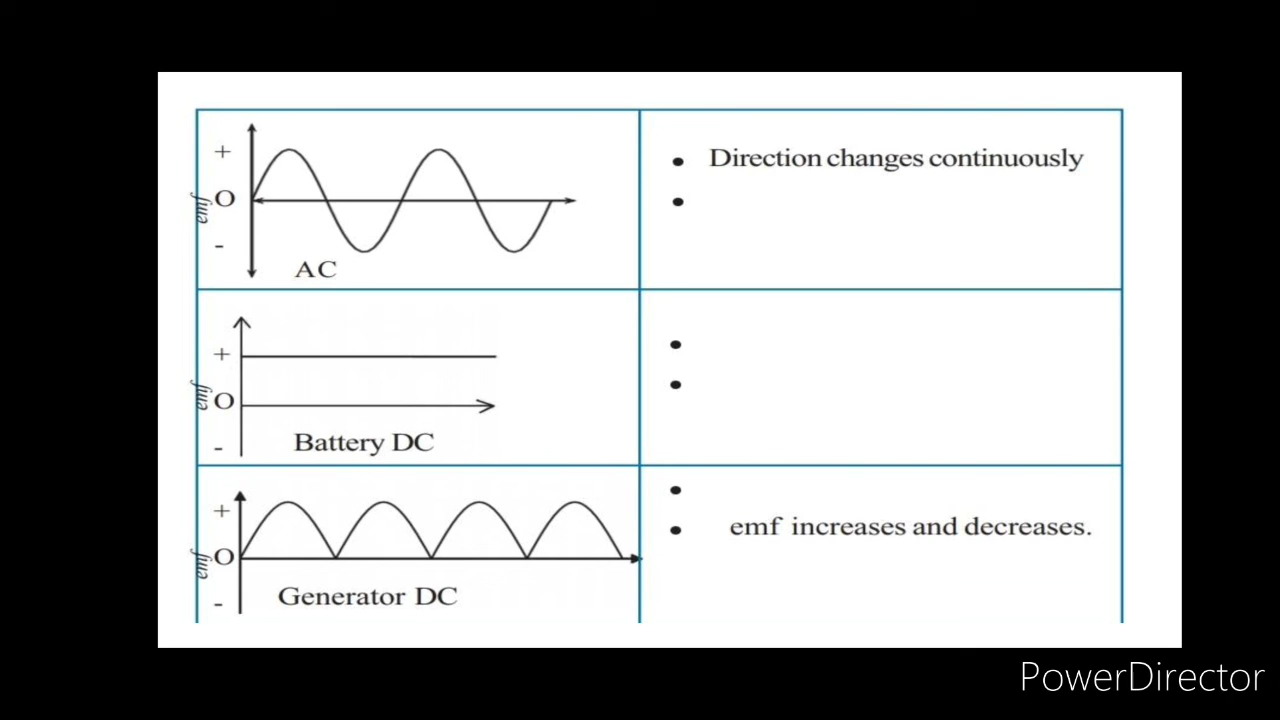 +
emf O
-
AC
• Direction changes continuously
•
+
emf O
-
Battery DC
•
•
+
emf O
-
Generator DC
•
• emf increases and decreases.
PowerDirector